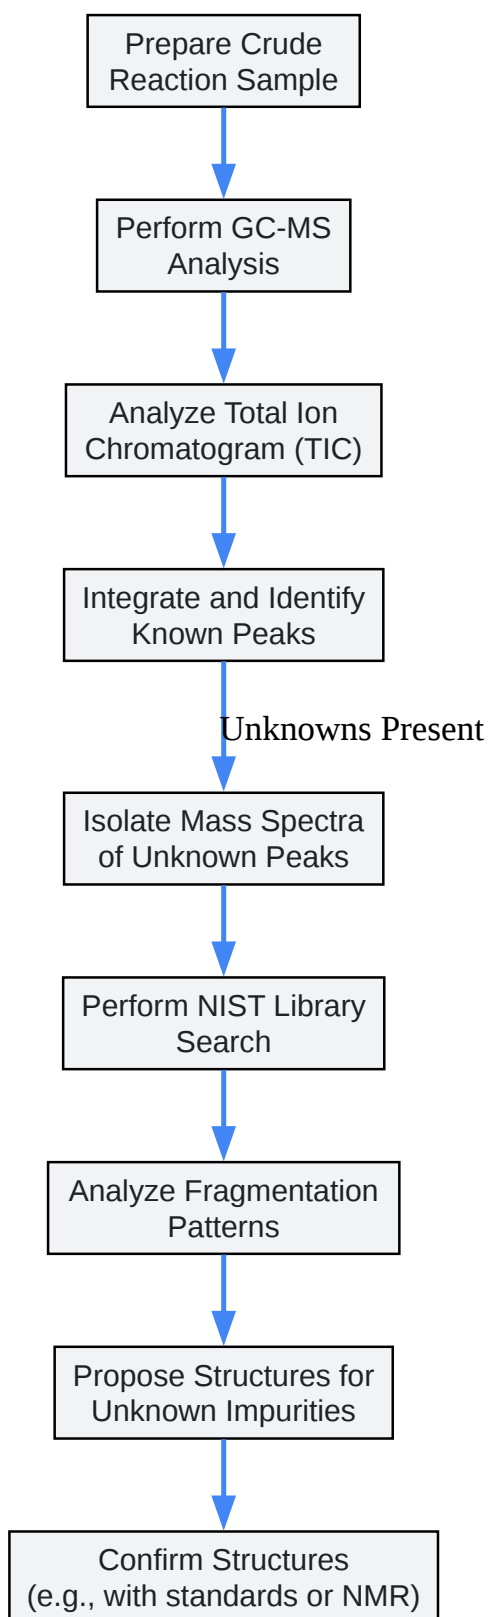 Prepare Crude
Reaction Sample
Perform GC-MS
Analysis
Analyze Total Ion
Chromatogram (TIC)
Integrate and Identify
Known Peaks
Unknowns Present
Isolate Mass Spectra
of Unknown Peaks
Perform NIST Library
Search
Analyze Fragmentation
Patterns
Propose Structures for
Unknown Impurities
Confirm Structures
(e.g., with standards or NMR)